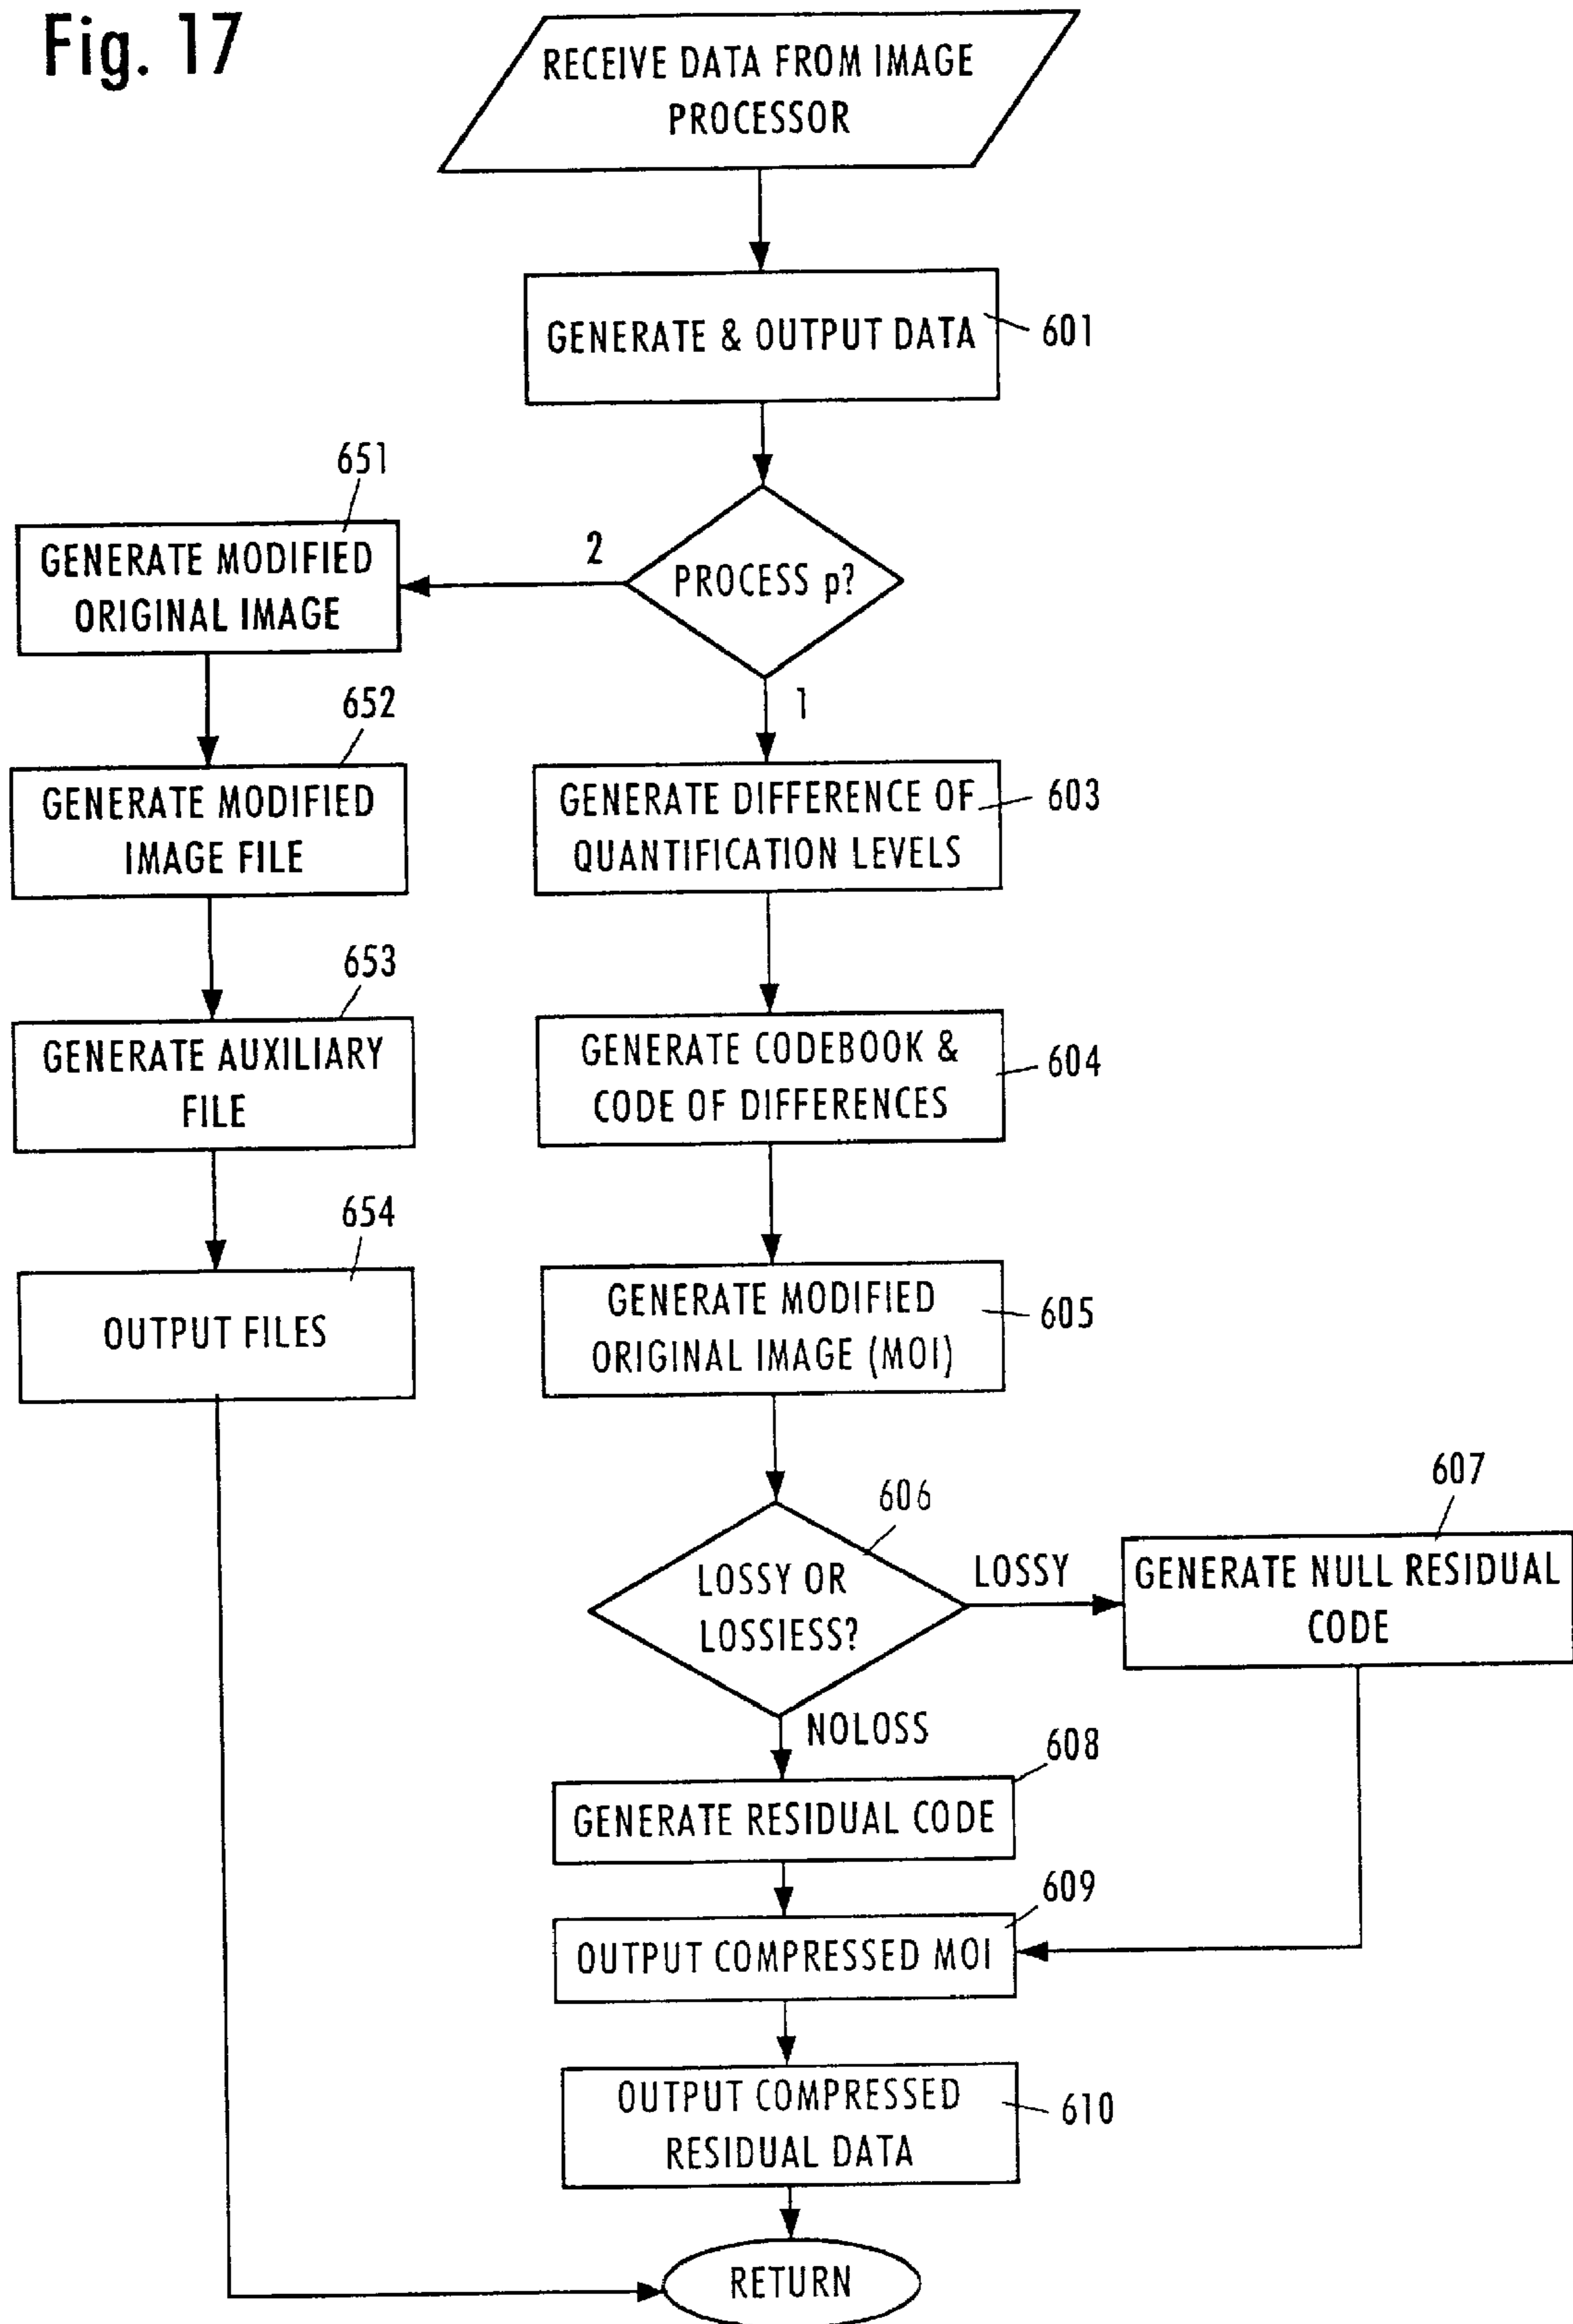 Fig. 17
RECEIVE DATA FROM IMAGE
PROCESSOR
GENERATE & OUTPUT DATA
601
PROCESS p?
2
1
651
GENERATE MODIFIED
ORIGINAL IMAGE
652
GENERATE MODIFIED
IMAGE FILE
653
GENERATE AUXILIARY
FILE
654
OUTPUT FILES
GENERATE DIFFERENCE OF
QUANTIFICATION LEVELS
603
GENERATE CODEBOOK &
CODE OF DIFFERENCES
604
GENERATE MODIFIED
ORIGINAL IMAGE (MOI)
605
606
LOSSY OR
LOSSIESS?
LOSSY
607
GENERATE NULL RESIDUAL
CODE
NOLOSS
608
GENERATE RESIDUAL CODE
609
OUTPUT COMPRESSED MOI
OUTPUT COMPRESSED
RESIDUAL DATA
610
RETURN